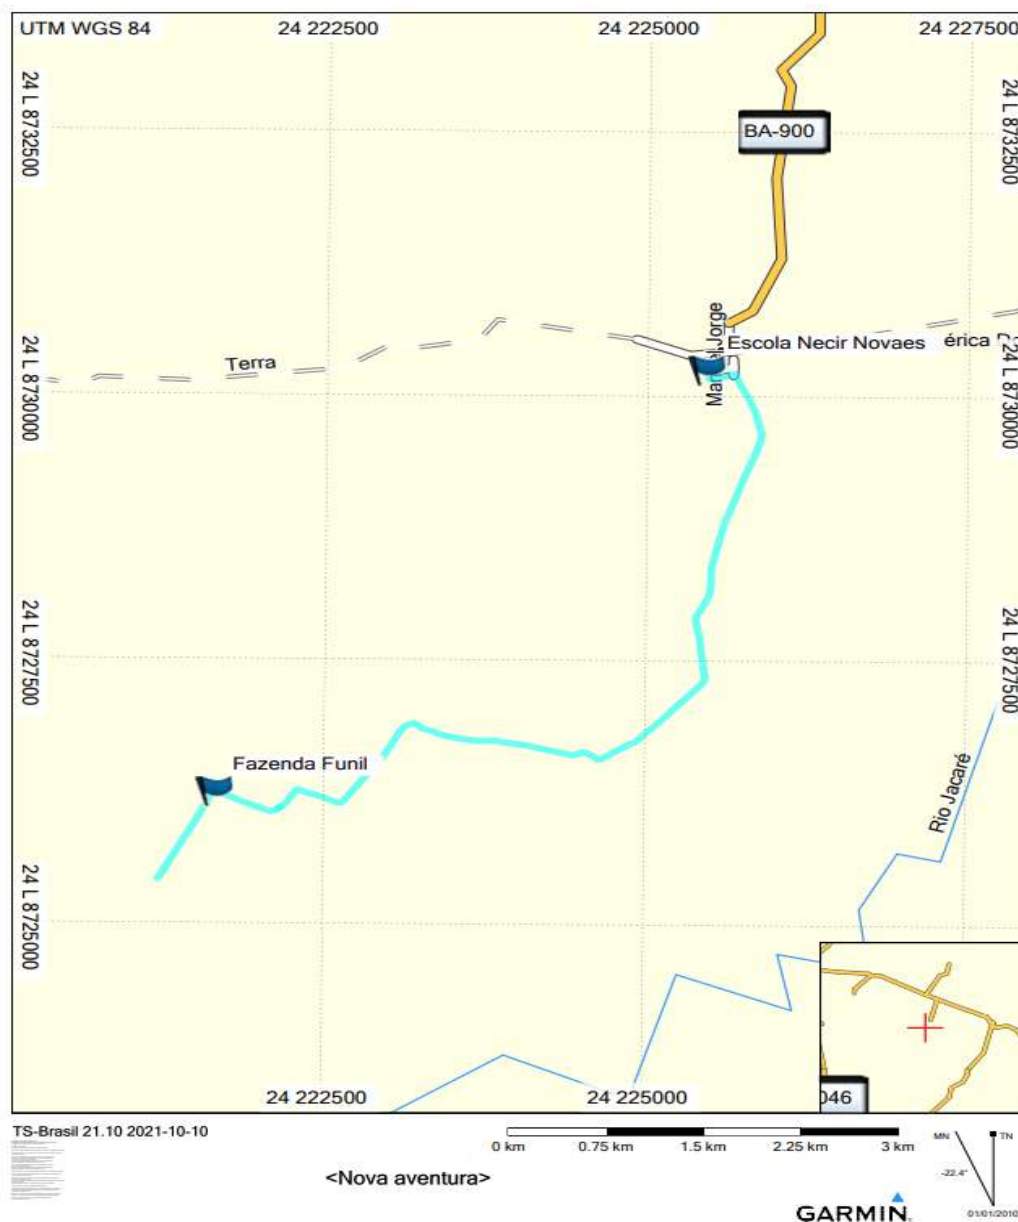 UTM WGS 84
24 222500
24 225000
24 227500
24 L 8732500
24 L 8732500
BA-900
Escola Necir Novaes
érica
Terra
24 L 8730000
24 L 8730000
24 L 8727500
24 L 8727500
Fazenda Funil
Rio Jacaré
24 L 8725000
24 222500
24 225000
046
TS-Brasil 21.10 2021-10-10
0 km
0.75 km
1.5 km
2.25 km
3 km
MN
TN
-22.4°
<Nova aventura>
GARMIN
01/01/2010